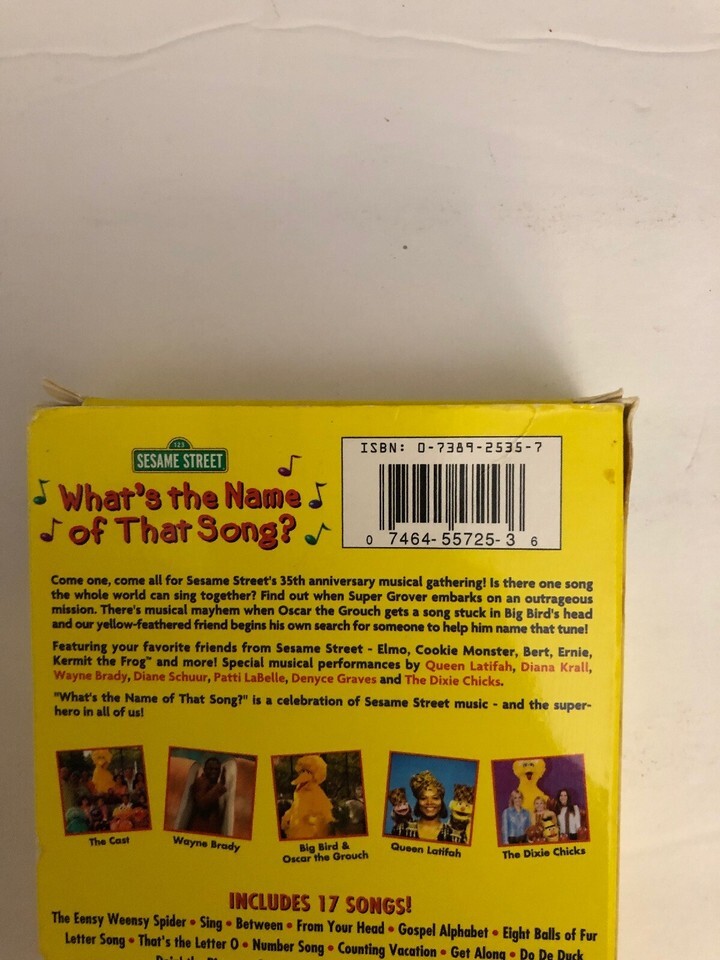 123
SESAME STREET
What's the Name
of That Song?
ISBN: 0-7389-2535-7
0 7464-55725-3 6
Come one, come all for Sesame Street's 35th anniversary musical gathering! Is there one song
the whole world can sing together? Find out when Super Grover embarks on an outrageous
mission. There's musical mayhem when Oscar the Grouch gets a song stuck in Big Bird's head
and our yellow-feathered friend begins his own search for someone to help him name that tune!
Featuring your favorite friends from Sesame Street - Elmo, Cookie Monster, Bert, Ernie,
Kermit the Frog™ and more! Special musical performances by Queen Latifah, Diana Krall,
Wayne Brady, Diane Schuur, Patti LaBelle, Denyce Graves and The Dixie Chicks.
"What's the Name of That Song?" is a celebration of Sesame Street music - and the super-
hero in all of us!
The Cast
Wayne Brady
Big Bird &
Oscar the Grouch
Queen Latifah
The Dixie Chicks
INCLUDES 17 SONGS!
The Eensy Weensy Spider • Sing • Between • From Your Head • Gospel Alphabet • Eight Balls of Fur
Letter Song • That's the Letter O • Number Song • Counting Vacation • Get Along • Do De Duck